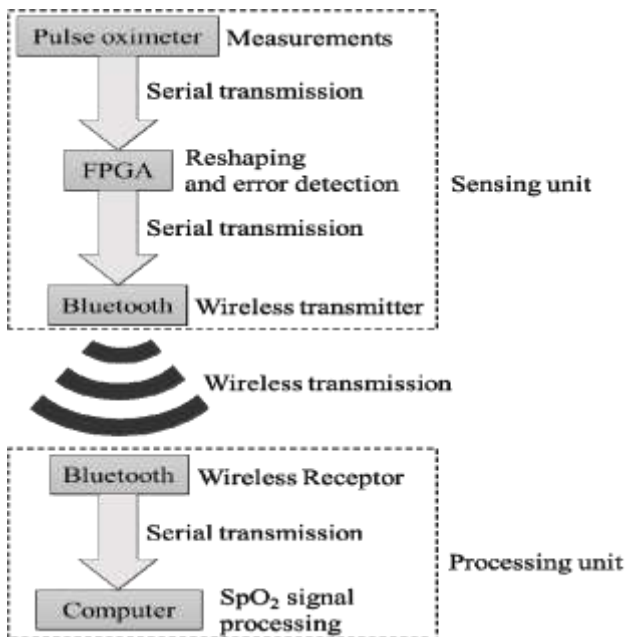 Pulse oximeter Measurements
Serial transmission
FPGA
Reshaping
and error detection
Sensing unit
Serial transmission
Bluetooth Wireless transmitter
Wireless transmission
Bluetooth Wireless Receptor
Serial transmission
Processing unit
Computer
SpO₂ signal
processing